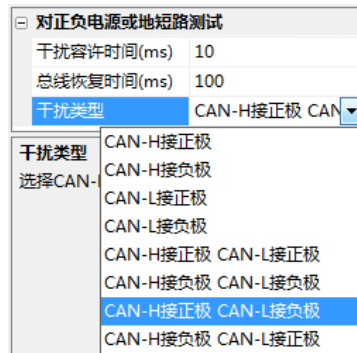 对正负电源或地短路测试
干扰容许时间(ms) 10
总线恢复时间(ms) 100
干扰类型 CAN-H接正极 CAN
干扰类型
选择CAN-
CAN-H接正极
CAN-H接负极
CAN-L接正极
CAN-L接负极
CAN-H接正极 CAN-L接正极
CAN-H接负极 CAN-L接负极
CAN-H接正极 CAN-L接负极
CAN-H接负极 CAN-L接正极